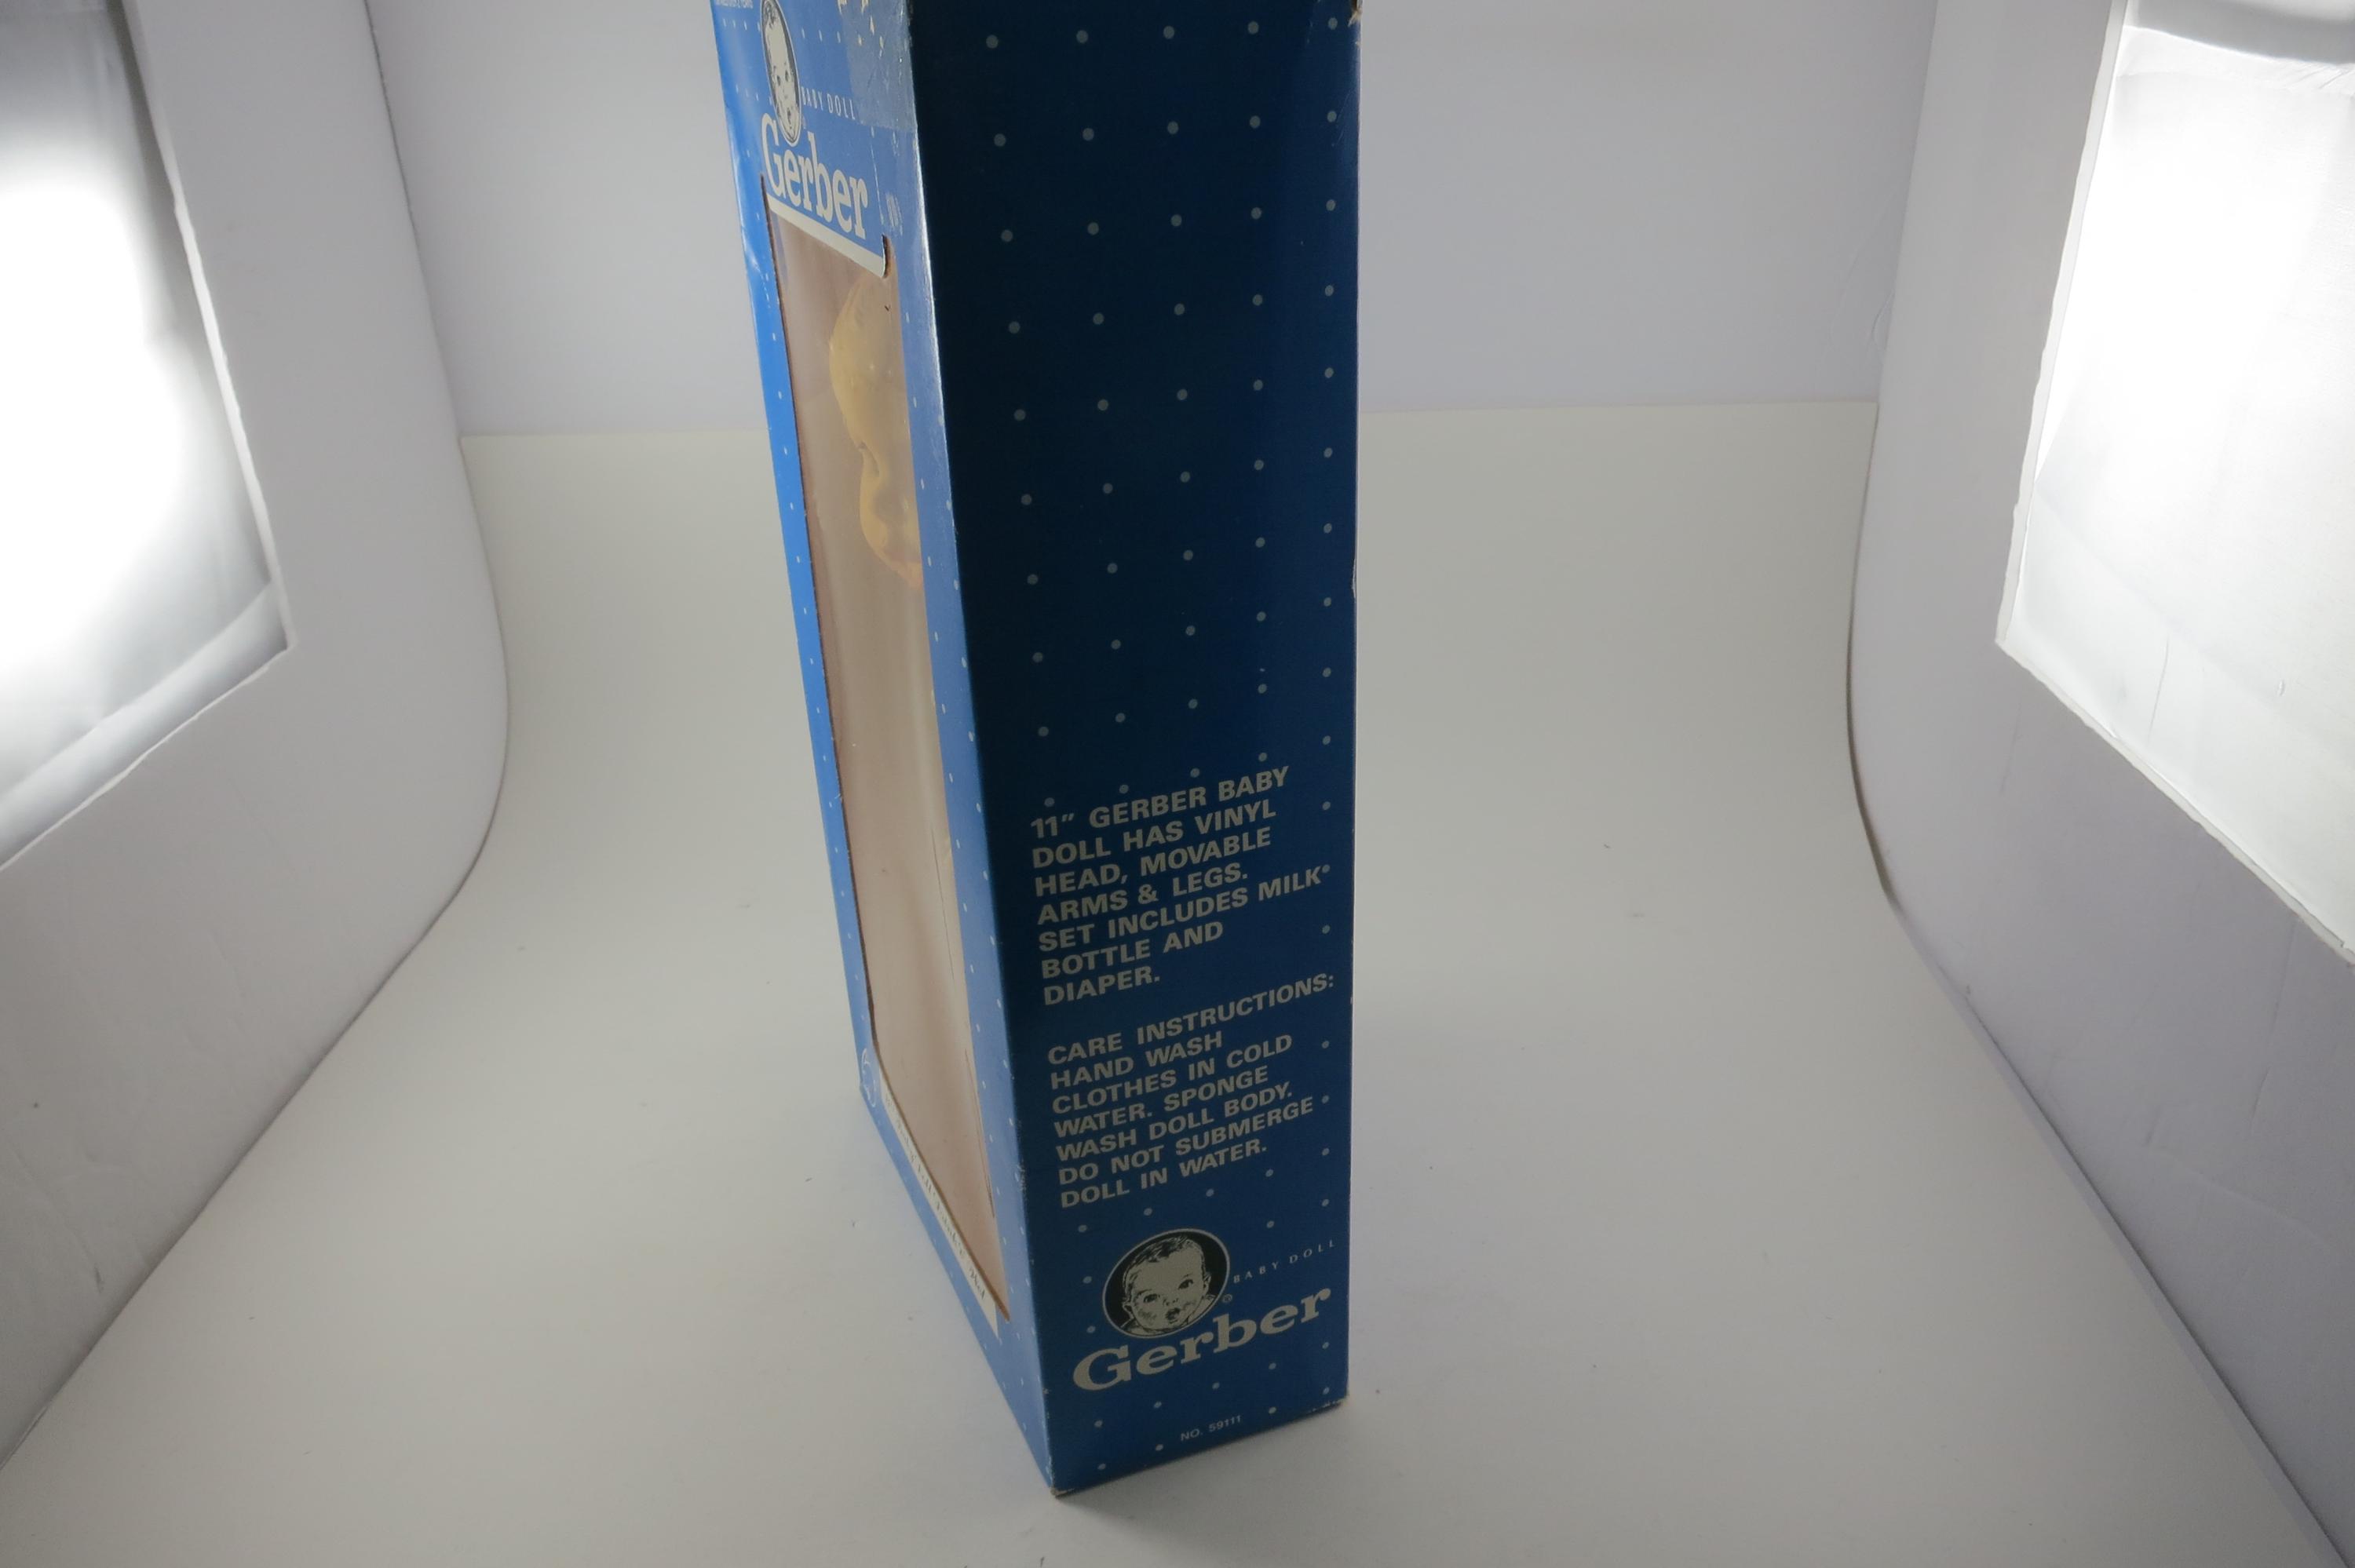 BABY DOLL
Gerber
11" GERBER BABY
DOLL HAS VINYL
HEAD, MOVABLE
ARMS & LEGS.
SET INCLUDES MILK
BOTTLE AND
DIAPER.
CARE INSTRUCTIONS:
HAND WASH
CLOTHES IN COLD
WATER. SPONGE
WASH DOLL BODY.
DO NOT SUBMERGE
DOLL IN WATER.
BABY DOLL
Gerber
NO. 59111